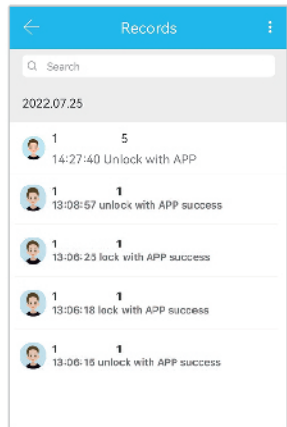 Records
Search
2022.07.25
1 5
14:27:40 Unlock with APP
1 1
13:08:57 unlock with APP success
1 1
13:06:25 lock with APP success
1 1
13:06:18 lock with APP success
1 1
13:06:15 unlock with APP success